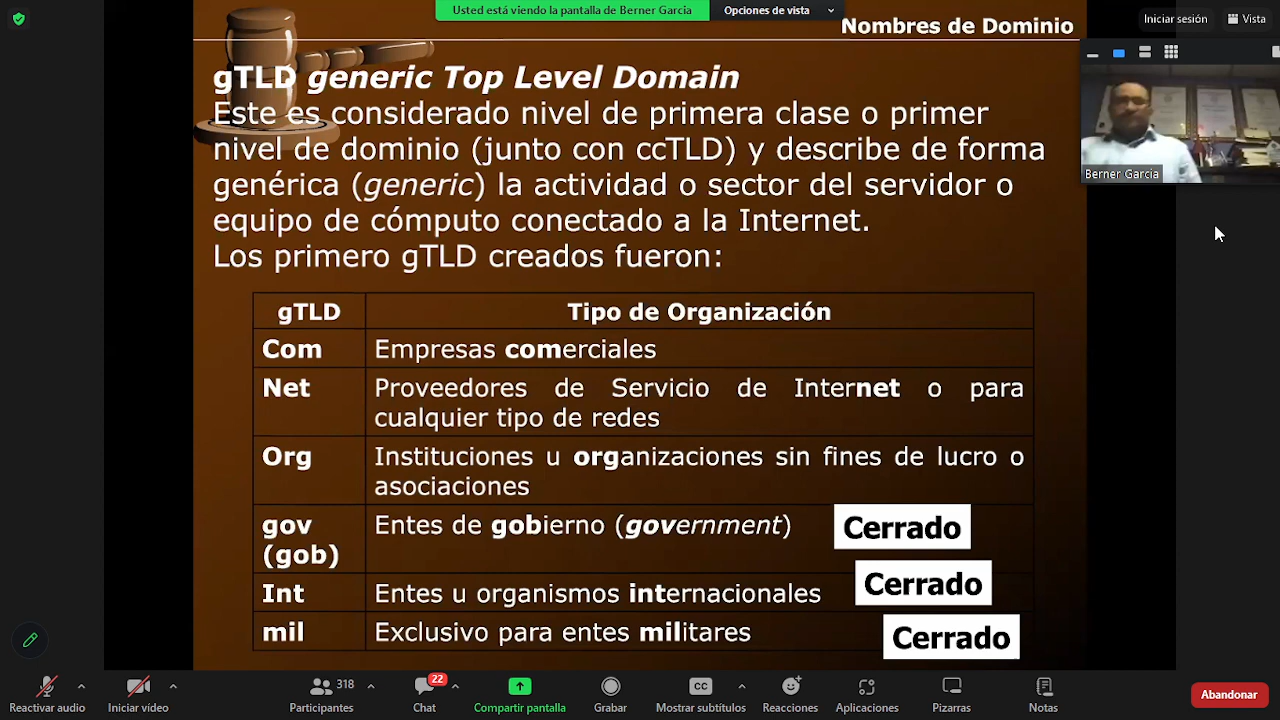 Usted está viendo la pantalla de Berner Garcia
Opciones de vista
Iniciar sesión
Vista
Nombres de Dominio
gTLD generic Top Level Domain
Este es considerado nivel de primera clase o primer
nivel de dominio (junto con ccTLD) y describe de forma
genérica (generic) la actividad o sector del servidor o
equipo de cómputo conectado a la Internet.
Los primero gTLD creados fueron:
Berner Garcia
gTLD Tipo de Organización
Com Empresas comerciales
Net Proveedores de Servicio de Internet o para
cualquier tipo de redes
Org Instituciones u organizaciones sin fines de lucro o
asociaciones
gov Entes de gobierno (government) Cerrado
(gob)
Int Entes u organismos internacionales Cerrado
mil Exclusivo para entes militares Cerrado
Reactivar audio
Iniciar vídeo
318
Participantes
22
Chat
Compartir pantalla
Grabar
CC
Mostrar subtítulos
Reacciones
Aplicaciones
Pizarras
Notas
Abandonar